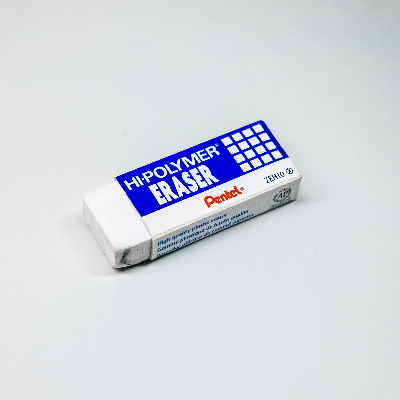 HI-POLYMER®
ERASER
Pentel®
ZEH10
High quality plastic eraser